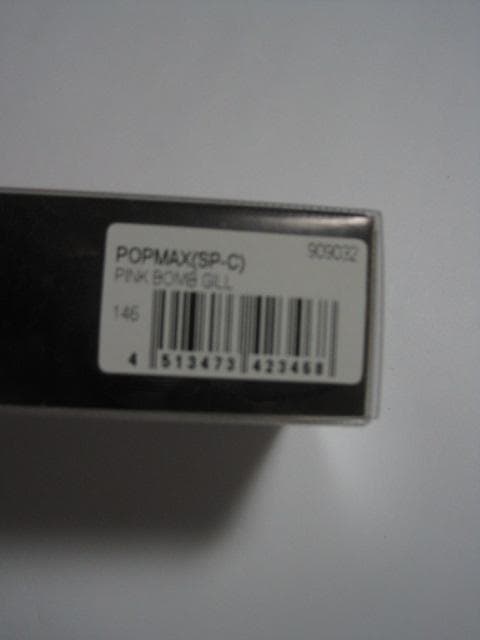 POPMAX(SP-C) 909032
PINK BOMB GILL
146
4 513473 423468